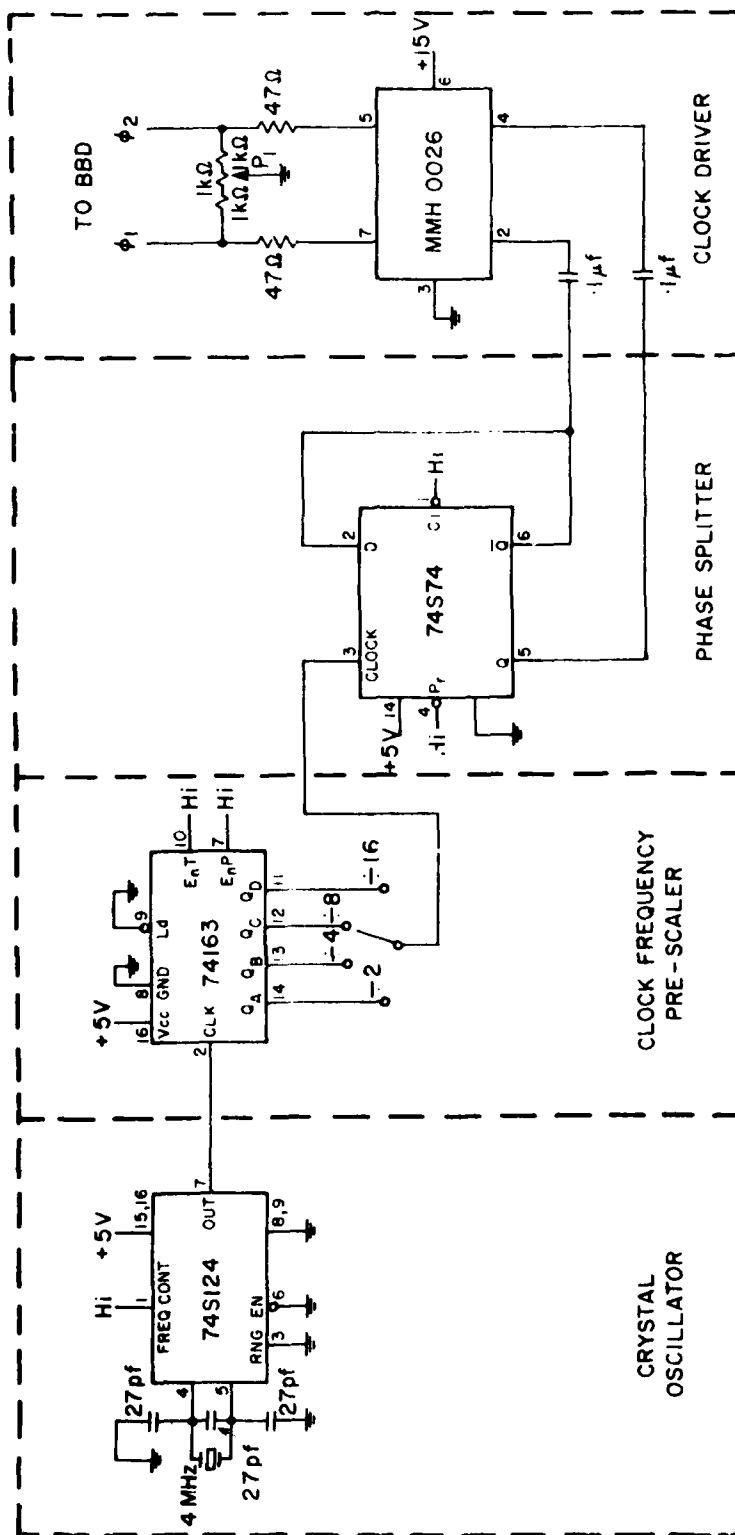 Hi
+5V
1
15,16
FREQ CONT
74S124
OUT
7
RNG
EN
3
6
8,9
4
5
27pf
27pf
27pf
4 MHz
CRYSTAL
OSCILLATOR
+5V
16
8
9
Vcc
GND
Ld
2
CLK
74163
EnT
10
Hi
EnP
7
Hi
QA
QB
QC
QD
14
13
12
11
÷2
÷4
÷8
÷16
CLOCK FREQUENCY
PRE-SCALER
3
2
CLOCK
D
+5V
14
74S74
Hi
4
Pr
Hi
Q
Q̅
5
6
PHASE SPLITTER
TO BBD
ϕ1
ϕ2
1kΩ
1kΩ
P1
47Ω
47Ω
7
5
3
MMH 0026
+15V
6
2
4
.1μf
.1μf
CLOCK DRIVER